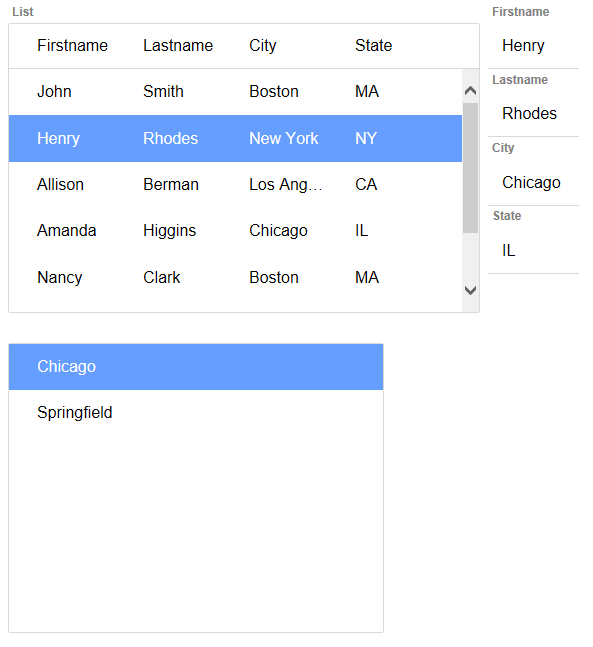 List
Firstname Lastname City State
John Smith Boston MA
Henry Rhodes New York NY
Allison Berman Los Ang... CA
Amanda Higgins Chicago IL
Nancy Clark Boston MA
Firstname
Henry
Lastname
Rhodes
City
Chicago
State
IL
Chicago
Springfield